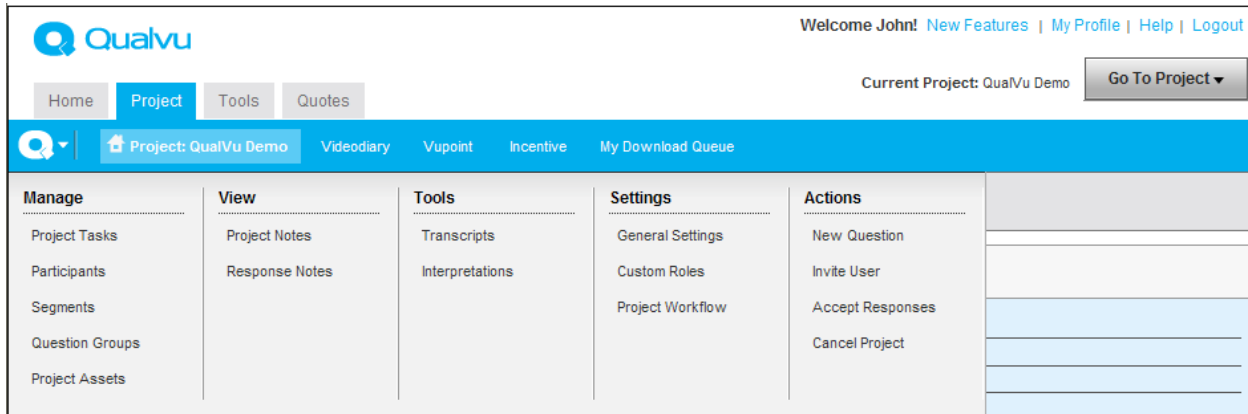 Qualvu
Welcome John! New Features | My Profile | Help | Logout
Current Project: QualVu Demo
Go To Project
Home Project Tools Quotes
Project: QualVu Demo Videodiary Vupoint Incentive My Download Queue
Manage
Project Tasks
Participants
Segments
Question Groups
Project Assets
View
Project Notes
Response Notes
Tools
Transcripts
Interpretations
Settings
General Settings
Custom Roles
Project Workflow
Actions
New Question
Invite User
Accept Responses
Cancel Project